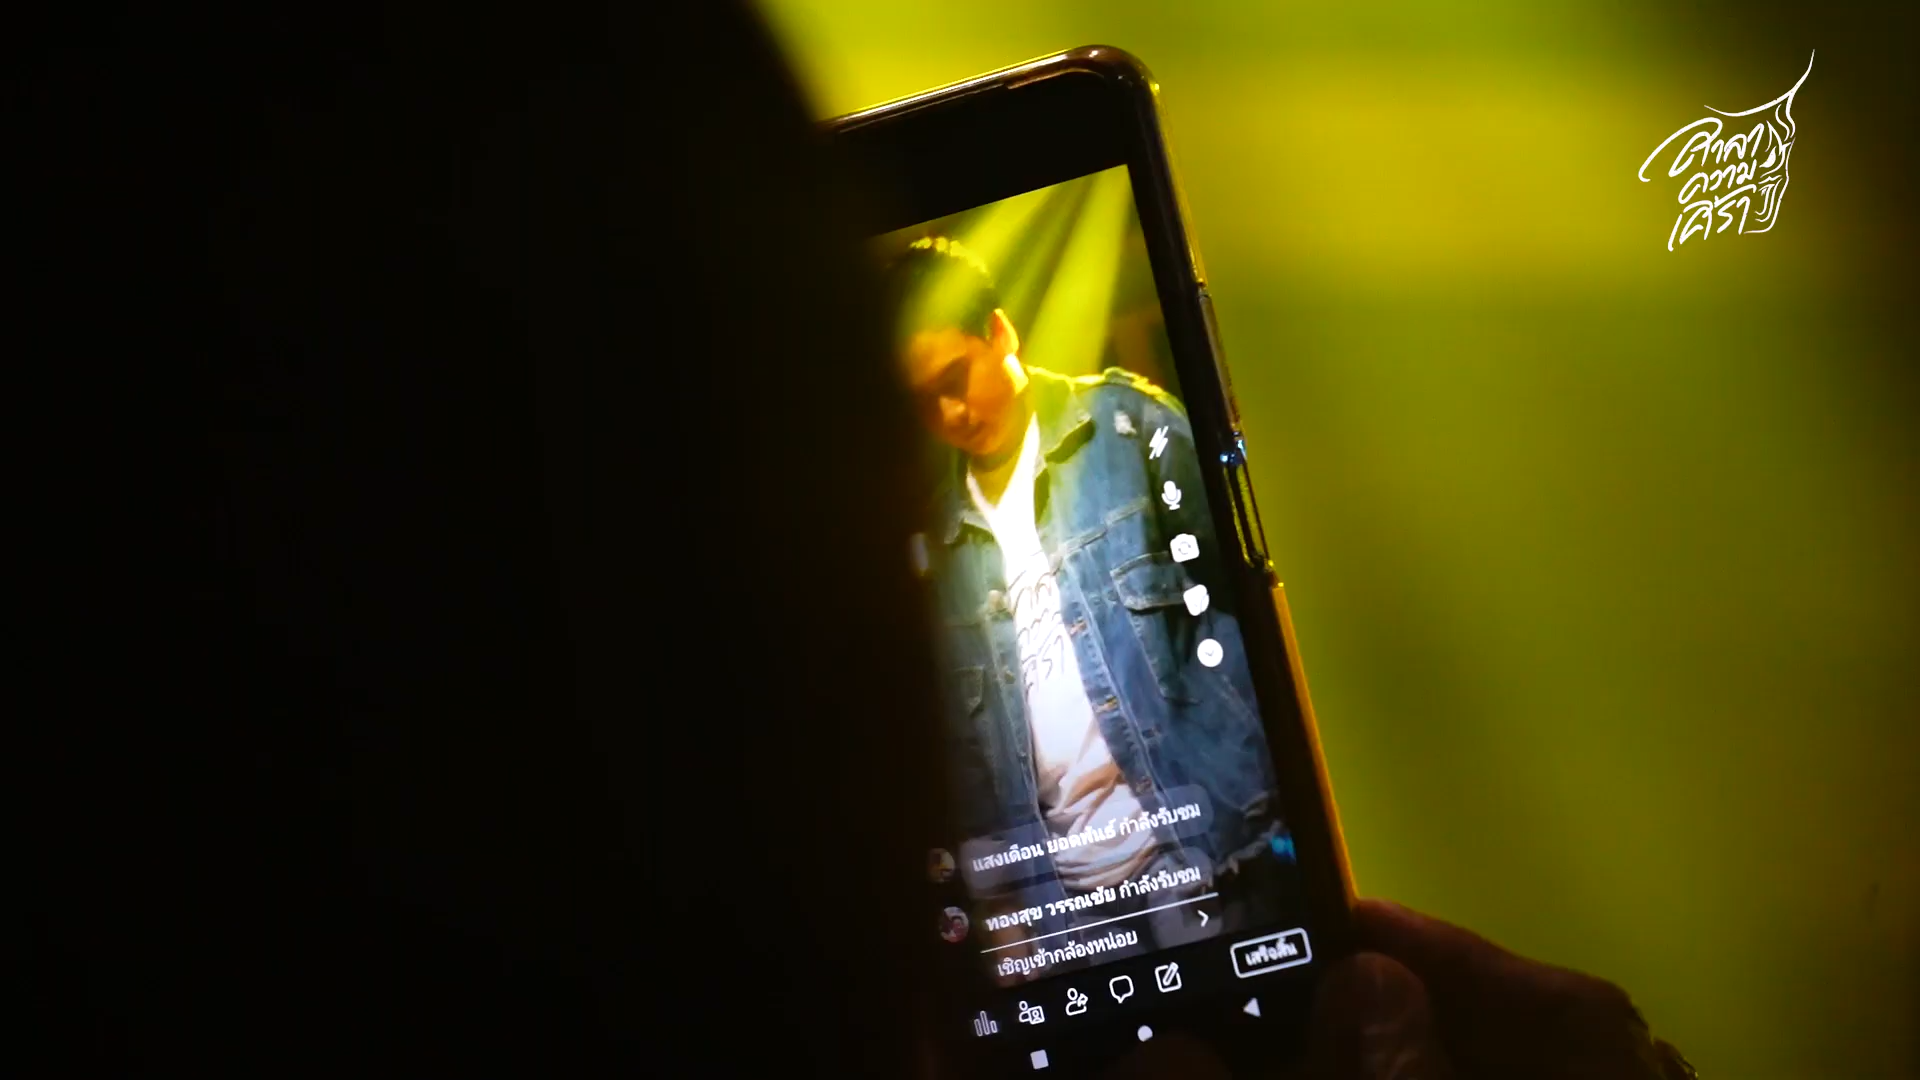 ศาลา
ความ
เศร้า
แสงเดือน ยอดพันธ์ กำลังรับชม
ทองสุข วรรณชัย กำลังรับชม
เชิญเข้ากล้องหน่อย
เสร็จสิ้น